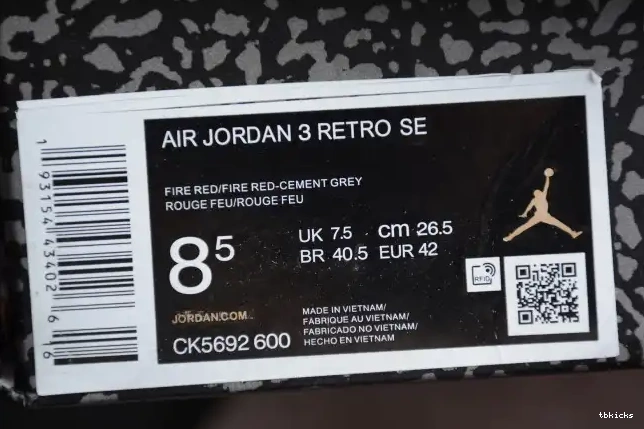 AIR JORDAN 3 RETRO SE
FIRE RED/FIRE RED-CEMENT GREY
ROUGE FEU/ROUGE FEU
8 5
UK 7.5 cm 26.5
BR 40.5 EUR 42
RFID
JORDAN.COM
CK5692 600
MADE IN VIETNAM/
FABRIQUE AU VIETNAM/
FABRICADO NO VIETNAM/
HECHO EN VIETNAM
1 93154 43402 6 6
tbkicks